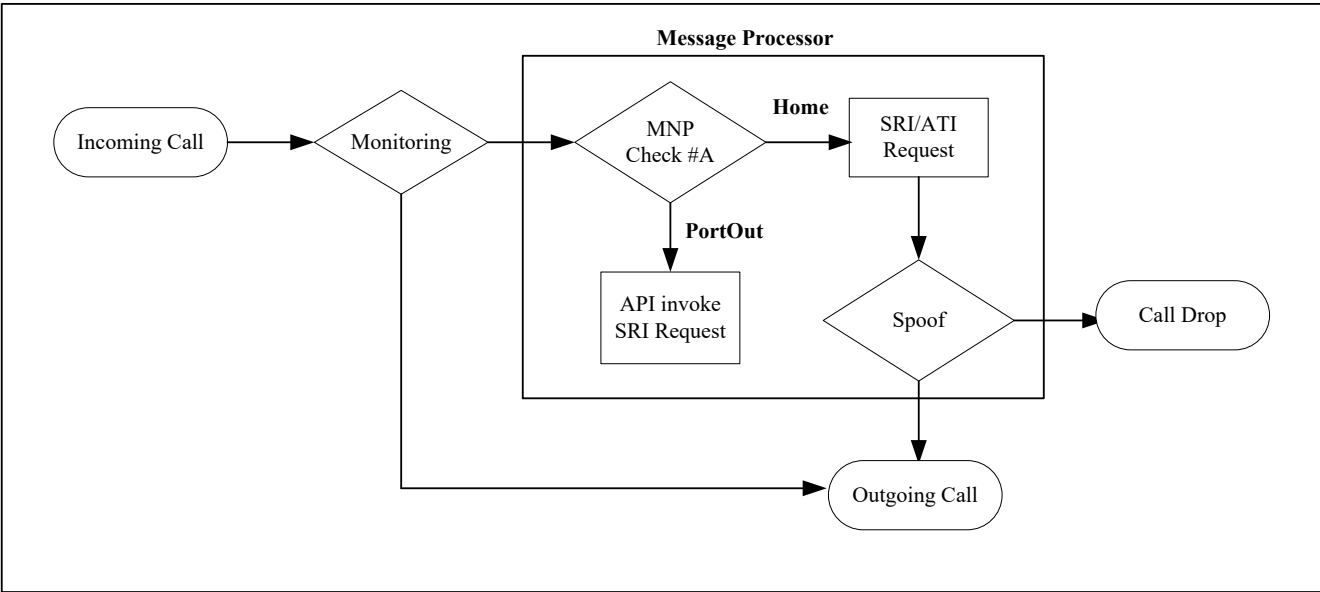 Message Processor
Incoming Call
Monitoring
MNP
Check #A
Home
SRI/ATI
Request
PortOut
API invoke
SRI Request
Spoof
Call Drop
Outgoing Call